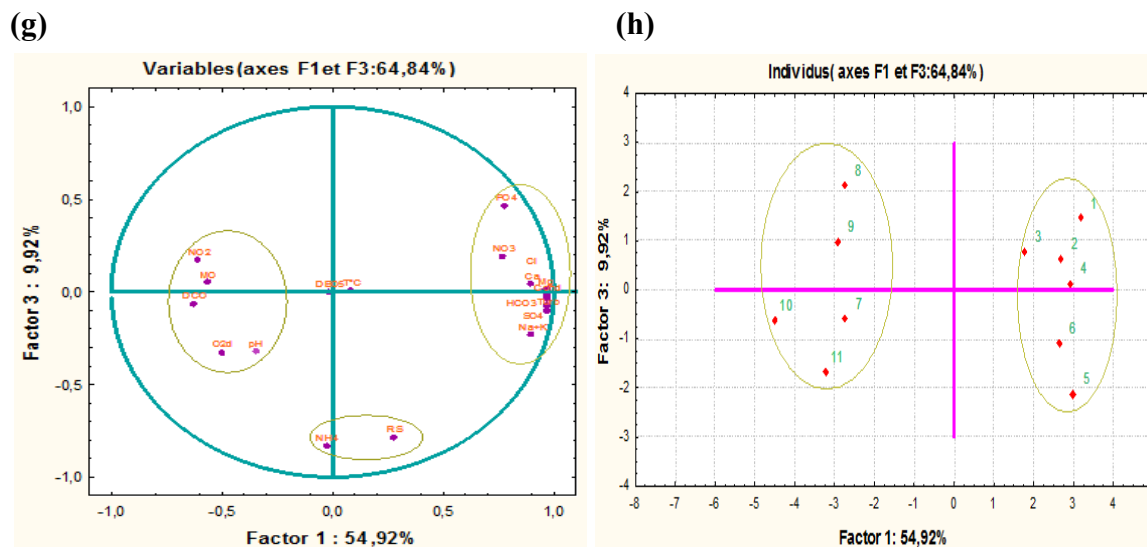 (g)
(h)
Variables(axes F1 et F3:64,84%)
1,0
0,5
0,0
-0,5
-1,0
Factor 3 : 9,92%
PO4
NO3
NO2
MO
DCO
O2d
pH
DBO5
T°C
Cl
Ca
HCO3
SO4
Na+K
NH4
RS
-1,0
-0,5
0,0
0,5
1,0
Factor 1 : 54,92%
Individus( axes F1 et F3:64,84%)
4
3
2
1
0
-1
-2
-3
-4
Factor 3: 9,92%
8
9
10
7
11
1
3
2
4
6
5
-8
-7
-6
-5
-4
-3
-2
-1
0
1
2
3
4
Factor 1: 54,92%